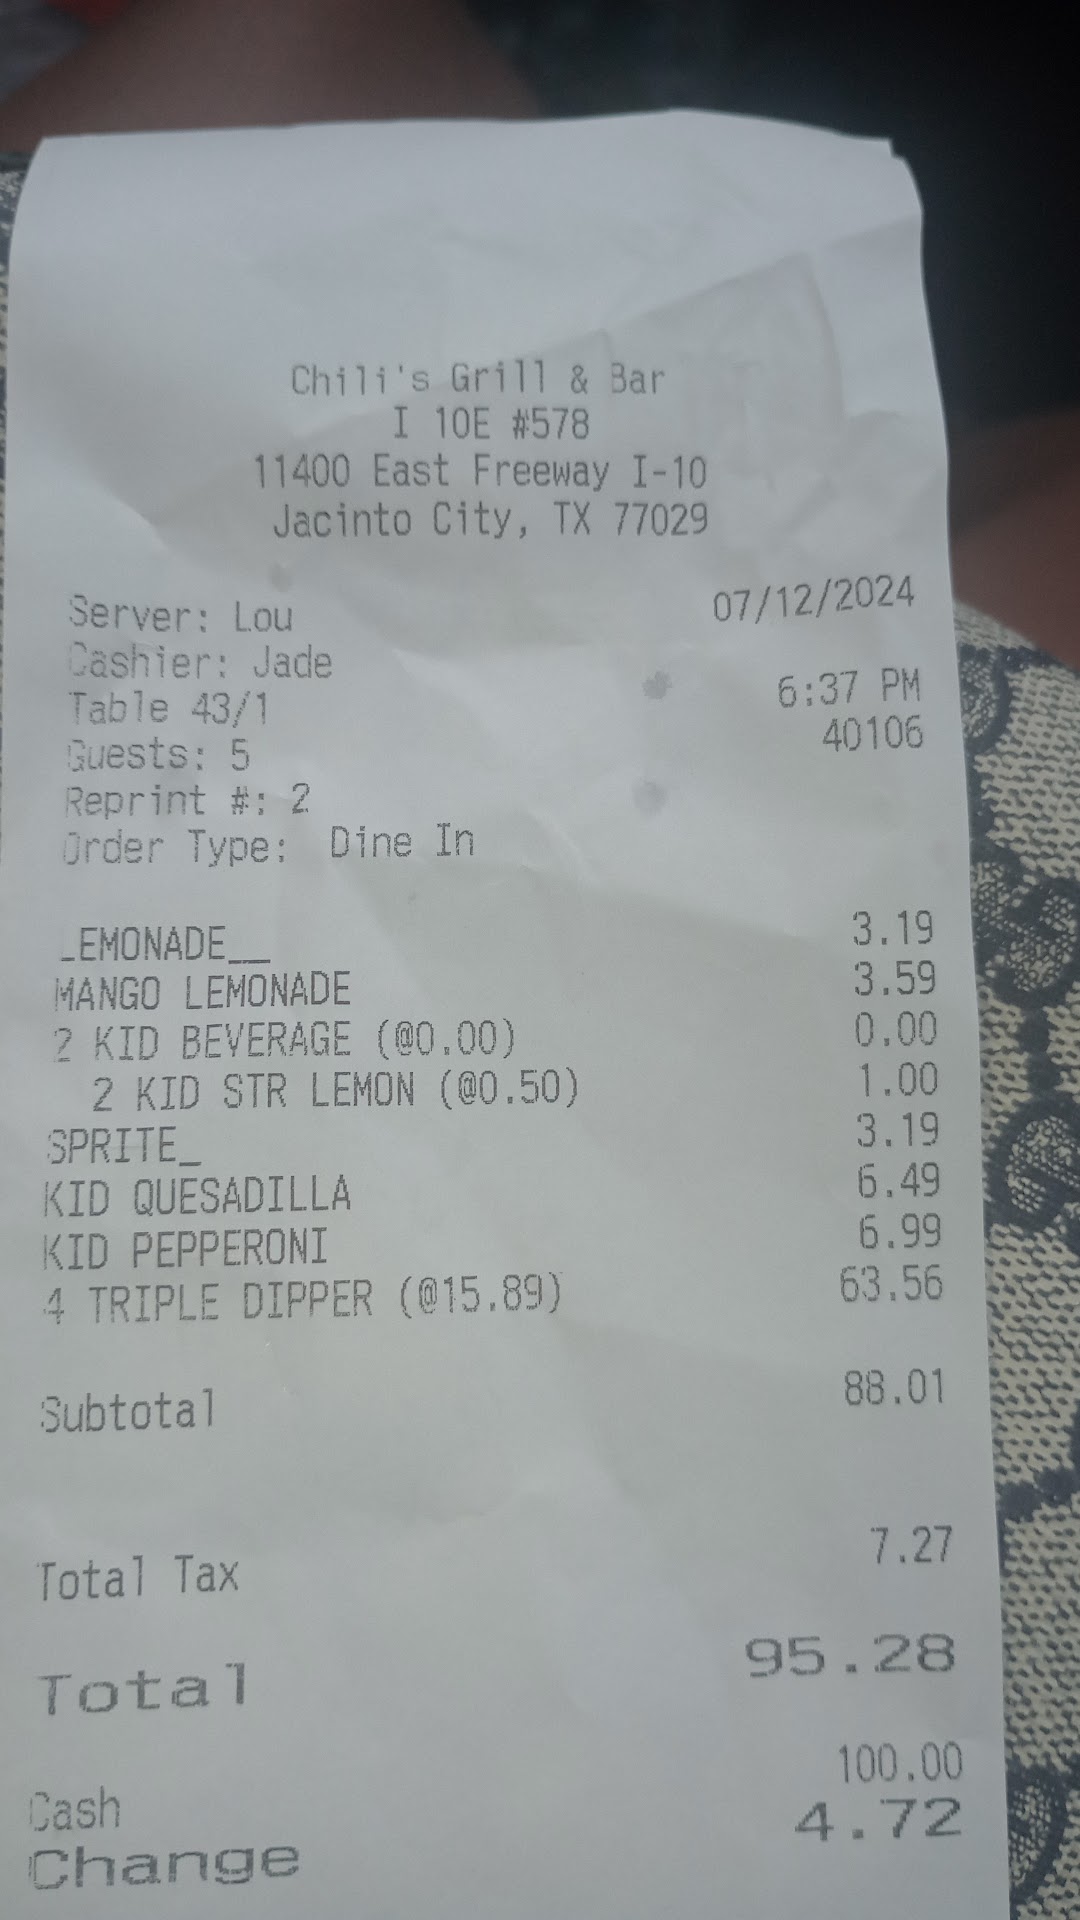 Chili's Grill & Bar
I 10E #578
11400 East Freeway I-10
Jacinto City, TX 77029
Server: Lou 07/12/2024
Cashier: Jade
Table 43/1 6:37 PM
Guests: 5 40106
Reprint #: 2
Order Type: Dine In
LEMONADE__ 3.19
MANGO LEMONADE 3.59
2 KID BEVERAGE (@0.00) 0.00
2 KID STR LEMON (@0.50) 1.00
SPRITE_ 3.19
KID QUESADILLA 6.49
KID PEPPERONI 6.99
4 TRIPLE DIPPER (@15.89) 63.56
Subtotal 88.01
Total Tax 7.27
Total 95.28
Cash 100.00
Change 4.72